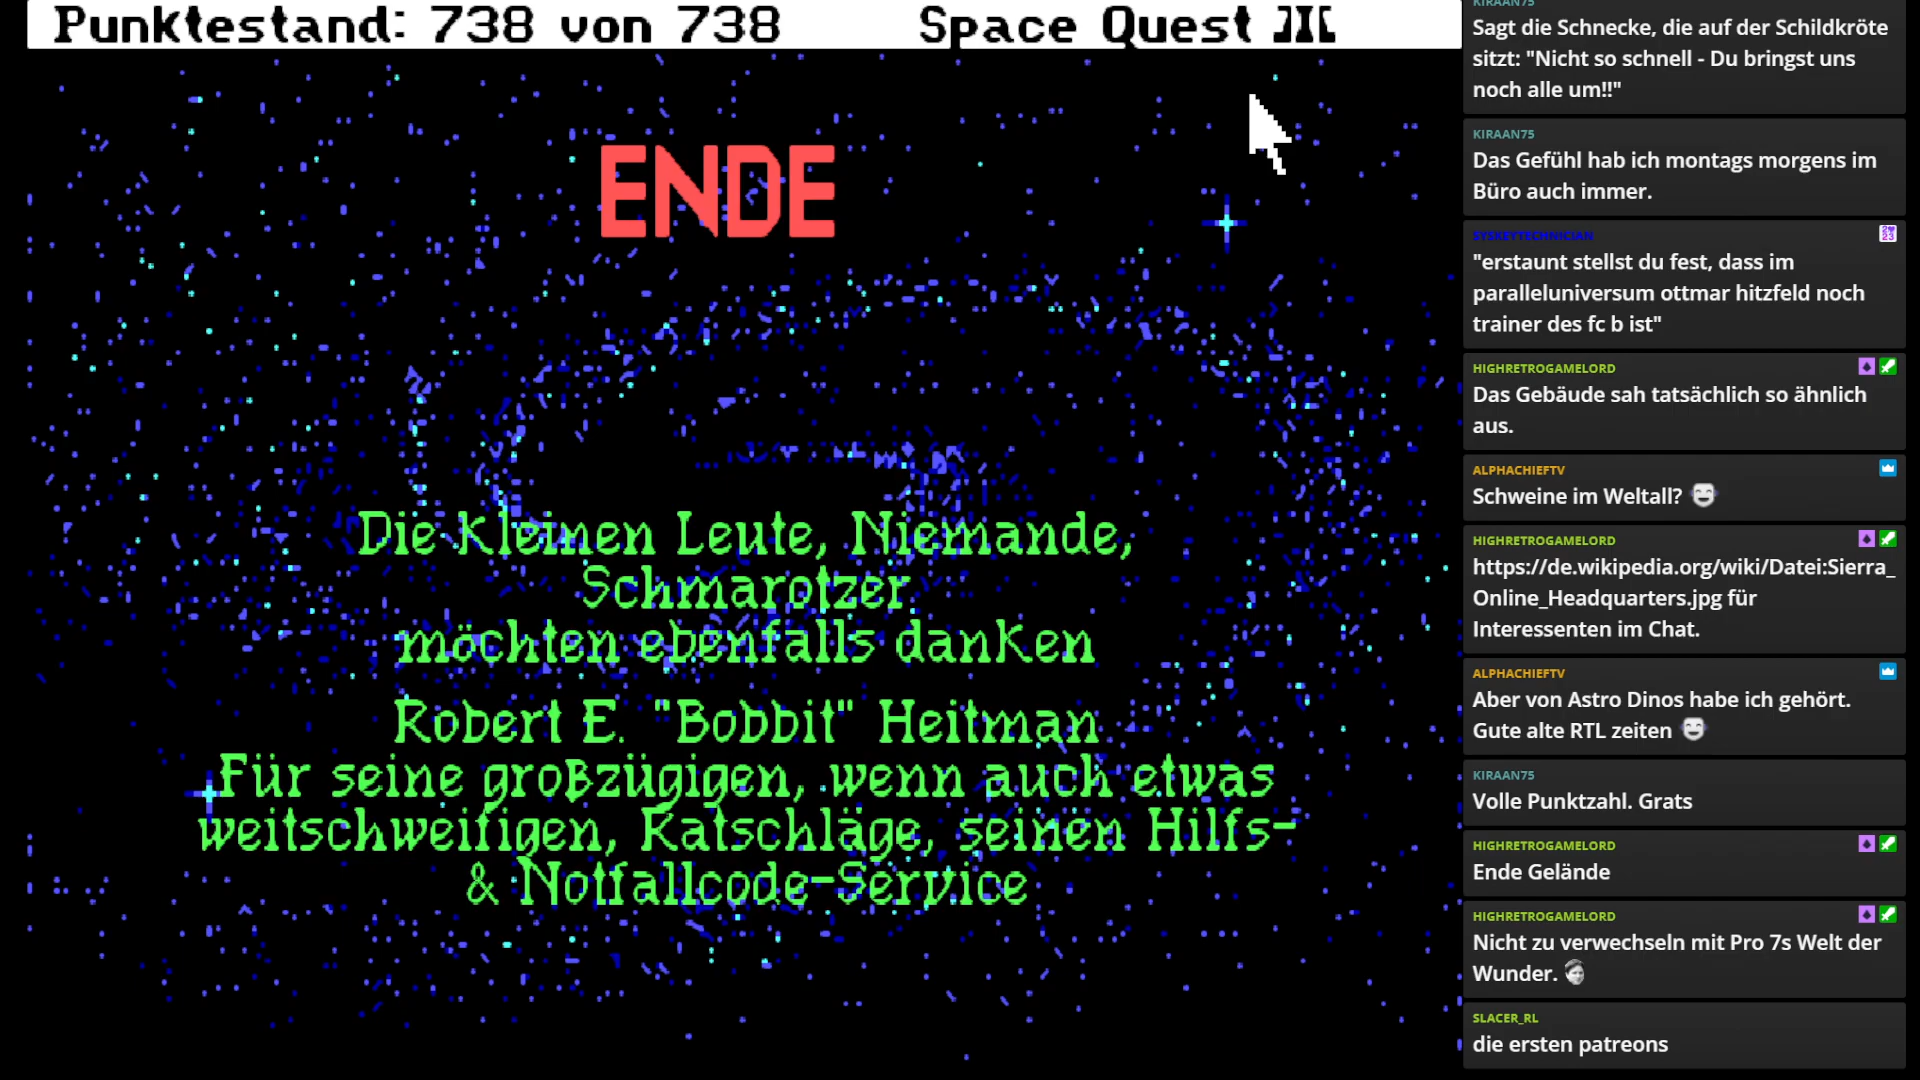 Punktestand: 738 von 738 Space Quest ]I[
ENDE
Die Kleinen Leute, Niemande,
Schmarotzer
möchten ebenfalls danken
Robert E. "Bobbit" Heitman
Für seine großzügigen, wenn auch etwas
weitschweifigen, Ratschläge, seinen Hilfs-
& Notfallcode-Service
KIRAAN75
Sagt die Schnecke, die auf der Schildkröte
sitzt: "Nicht so schnell - Du bringst uns
noch alle um!!"
KIRAAN75
Das Gefühl hab ich montags morgens im
Büro auch immer.
SYSKEYTECHNICIAN
"erstaunt stellst du fest, dass im
paralleluniversum ottmar hitzfeld noch
trainer des fc b ist"
HIGHRETROGAMELORD
Das Gebäude sah tatsächlich so ähnlich
aus.
ALPHACHIEFTV
Schweine im Weltall?
HIGHRETROGAMELORD
https://de.wikipedia.org/wiki/Datei:Sierra_
Online_Headquarters.jpg für
Interessenten im Chat.
ALPHACHIEFTV
Aber von Astro Dinos habe ich gehört.
Gute alte RTL zeiten
KIRAAN75
Volle Punktzahl. Grats
HIGHRETROGAMELORD
Ende Gelände
HIGHRETROGAMELORD
Nicht zu verwechseln mit Pro 7s Welt der
Wunder.
SLACER_RL
die ersten patreons